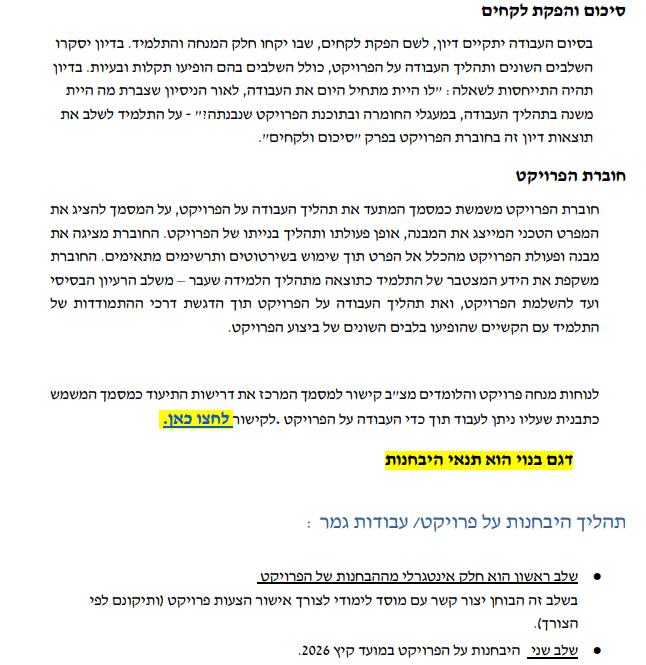 סיכום והפקת לקחים
בסיום העבודה יתקיים דיון, לשם הפקת לקחים, שבו יקחו חלק המנחה והתלמיד. בדיון יסקרו
השלבים השונים ותהליך העבודה על הפרויקט, כולל השלבים בהם הופיעו תקלות ובעיות. בדיון
תהיה התייחסות לשאלה: "לו היית מתחיל היום את העבודה, לאור הניסיון שצברת מה היית
משנה בתהליך העבודה, במעגלי החומרה ובתוכנת הפרויקט שנבנתה?" - על התלמיד לשלב את
תוצאות דיון זה בחוברת הפרויקט בפרק "סיכום ולקחים".
חוברת הפרויקט
חוברת הפרויקט משמשת כמסמך המתעד את תהליך העבודה על הפרויקט, על המסמך להציג את
המפרט הטכני המייצג את המבנה, אופן פעולתו ותהליך בנייתו של הפרויקט. החוברת מציגה את
מבנה ופעולת הפרויקט מהכלל אל הפרט תוך שימוש בשירטוטים ותרשימים מתאימים. החוברת
משקפת את הידע המצטבר של התלמיד כתוצאה מתהליך הלמידה שעבר – משלב הרעיון הבסיסי
ועד להשלמת הפרויקט, ואת תהליך העבודה על הפרויקט תוך הדגשת דרכי ההתמודדות של
התלמיד עם הקשיים שהופיעו בלבים השונים של ביצוע הפרויקט.
לנוחות מנחה פרויקט והלומדים מצ"ב קישור למסמך המרכז את דרישות התיעוד כמסמך המשמש
כתבנית שעליו ניתן לעבוד תוך כדי העבודה על הפרויקט .לקישור לחצו כאן.
דגם בנוי הוא תנאי היבחנות
תהליך היבחנות על פרויקט/ עבודות גמר :
● שלב ראשון הוא חלק אינטגרלי מההבחנות של הפרויקט
בשלב זה הבוחן יצור קשר עם מוסד לימודי לצורך אישור הצעות פרויקט (ותיקונם לפי
הצורך).
● שלב שני היבחנות על הפרויקט במועד קיץ 2026.